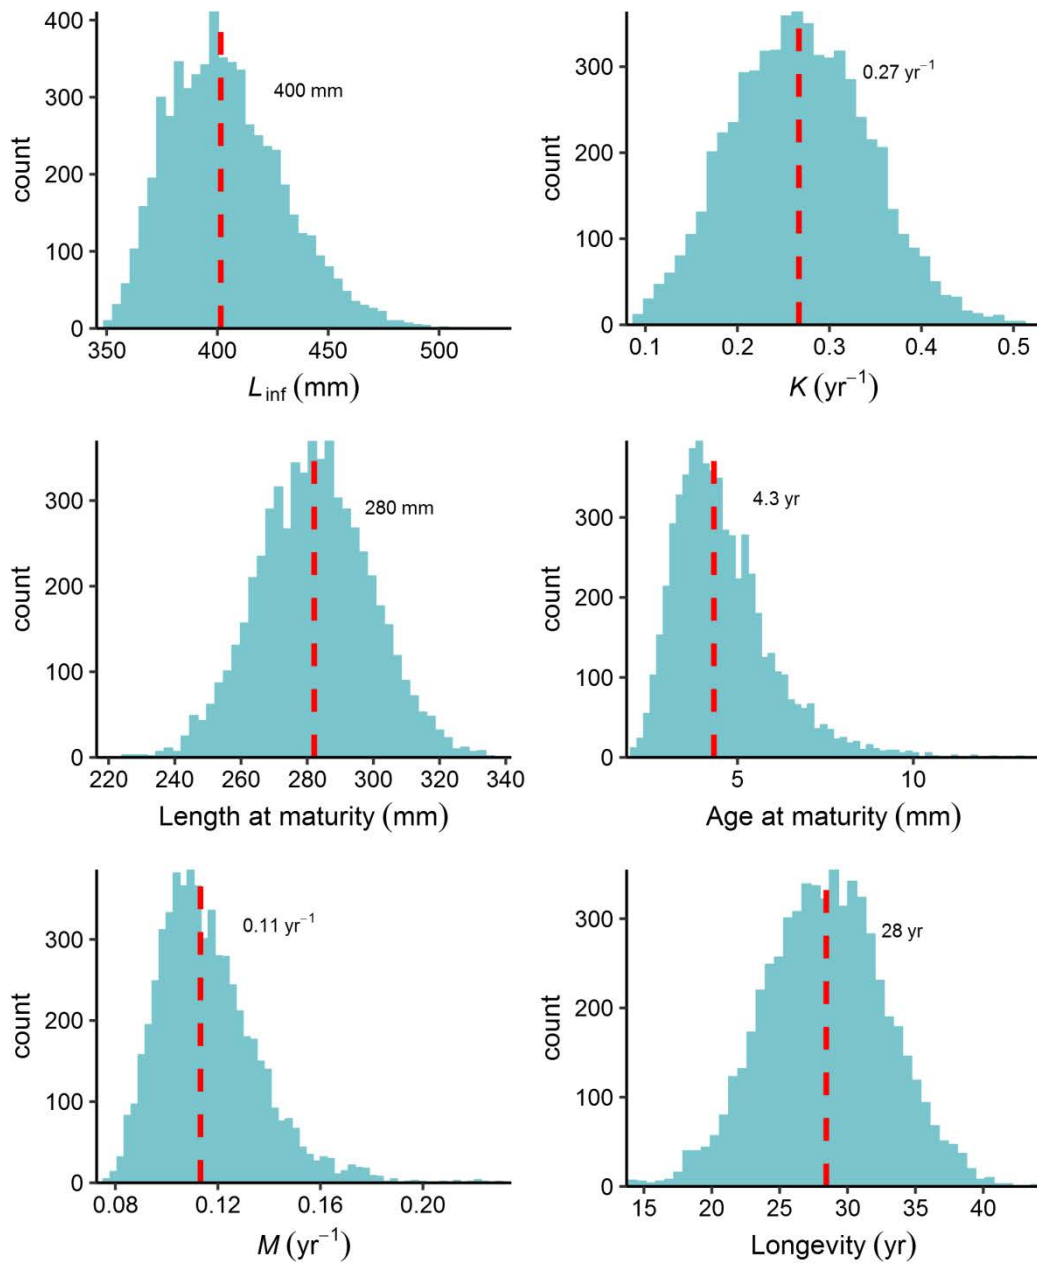 400
300
200
100
0
count
400 mm
350
400
450
500
L inf (mm)
300
200
100
0
count
0.27 yr−1
0.1
0.2
0.3
0.4
0.5
K (yr−1)
300
200
100
0
count
280 mm
220
240
260
280
300
320
340
Length at maturity (mm)
300
200
100
0
count
4.3 yr
5
10
Age at maturity (mm)
300
200
100
0
count
0.11 yr−1
0.08
0.12
0.16
0.20
M (yr−1)
300
200
100
0
count
28 yr
15
20
25
30
35
40
Longevity (yr)